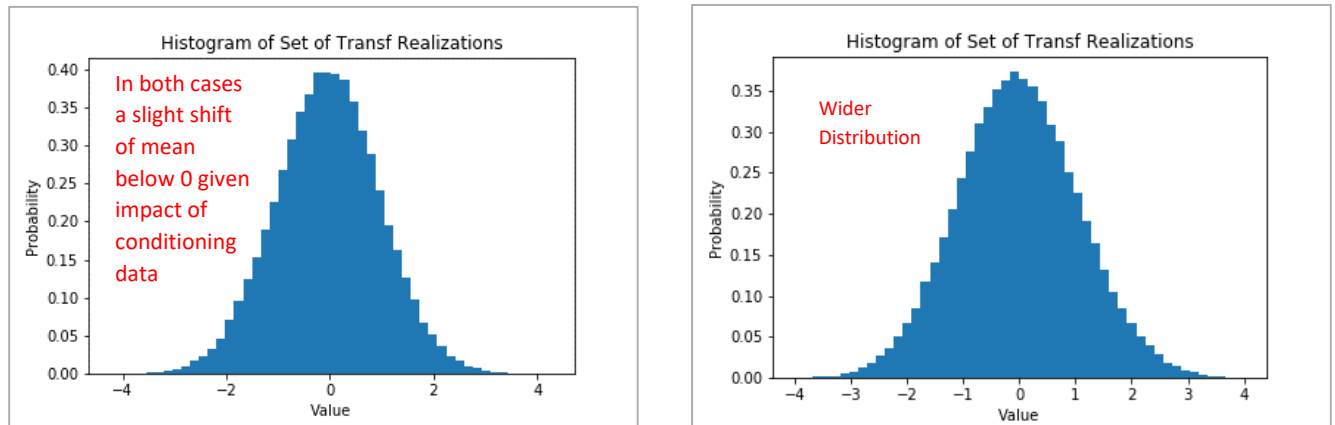 Histogram of Set of Transf Realizations
0.40
0.35
0.30
0.25
0.20
0.15
0.10
0.05
0.00
Probability
In both cases
a slight shift
of mean
below 0 given
impact of
conditioning
data
−4 −2 0 2 4
Value
Histogram of Set of Transf Realizations
0.35
0.30
0.25
0.20
0.15
0.10
0.05
0.00
Probability
Wider
Distribution
−4 −3 −2 −1 0 1 2 3 4
Value